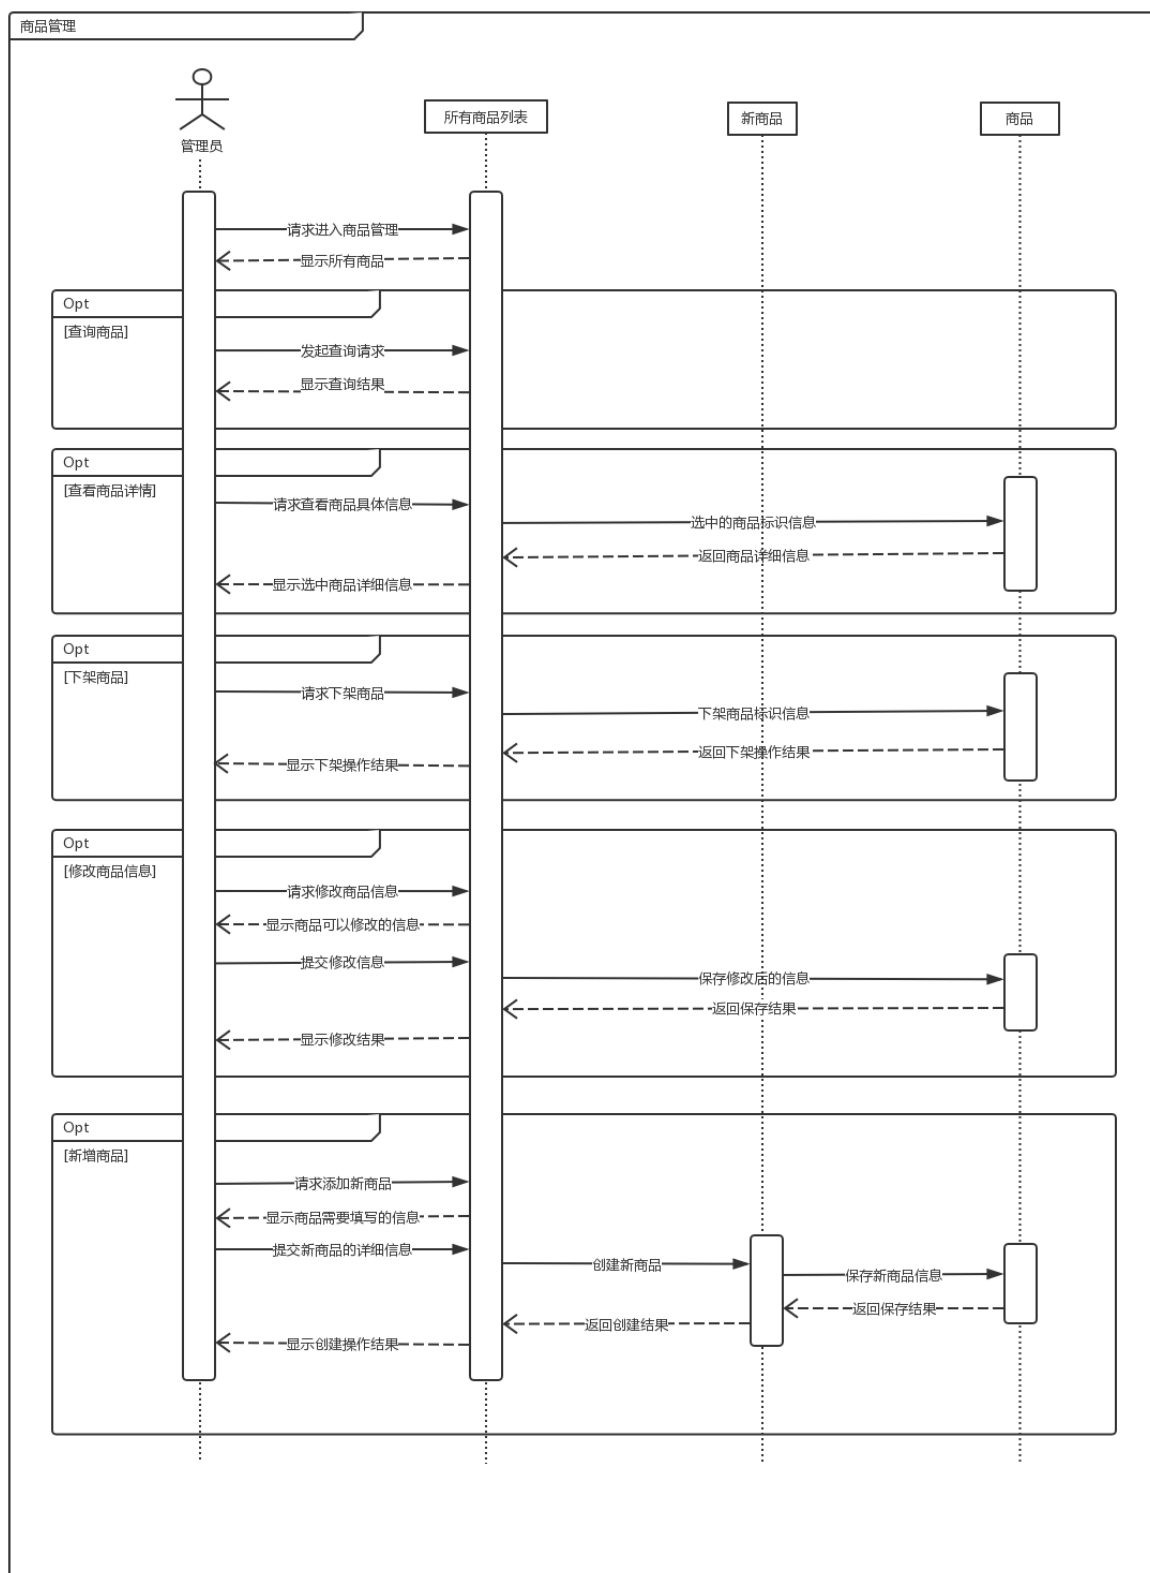 商品管理
管理员
所有商品列表
新商品
商品
请求进入商品管理
显示所有商品
Opt
[查询商品]
发起查询请求
显示查询结果
Opt
[查看商品详情]
请求查看商品具体信息
选中的商品标识信息
返回商品详细信息
显示选中商品详细信息
Opt
[下架商品]
请求下架商品
下架商品标识信息
返回下架操作结果
显示下架操作结果
Opt
[修改商品信息]
请求修改商品信息
显示商品可以修改的信息
提交修改信息
保存修改后的信息
返回保存结果
显示修改结果
Opt
[新增商品]
请求添加新商品
显示商品需要填写的信息
提交新商品的详细信息
创建新商品
保存新商品信息
返回保存结果
返回创建结果
显示创建操作结果